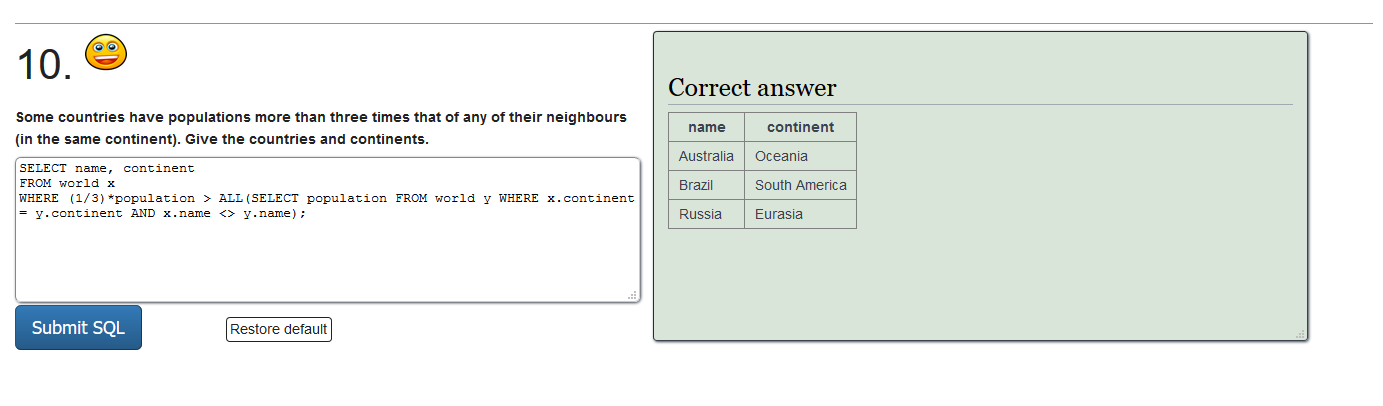 10.
Some countries have populations more than three times that of any of their neighbours
(in the same continent). Give the countries and continents.
SELECT name, continent
FROM world x
WHERE (1/3)*population > ALL(SELECT population FROM world y WHERE x.continent
= y.continent AND x.name <> y.name);
Submit SQL
Restore default
Correct answer
name continent
Australia Oceania
Brazil South America
Russia Eurasia